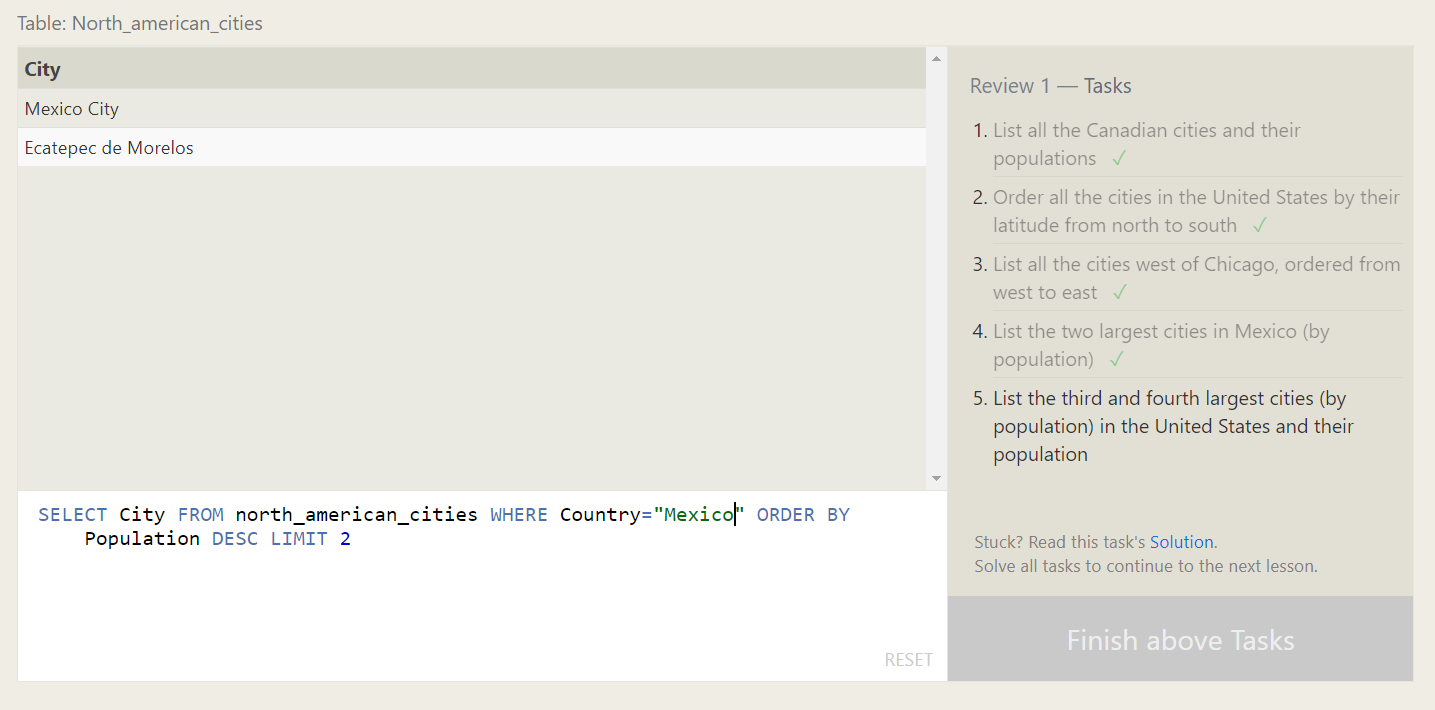 Table: North_american_cities
City
Mexico City
Ecatepec de Morelos
SELECT City FROM north_american_cities WHERE Country="Mexico" ORDER BY
Population DESC LIMIT 2
RESET
Review 1 — Tasks
1. List all the Canadian cities and their
populations ✓
2. Order all the cities in the United States by their
latitude from north to south ✓
3. List all the cities west of Chicago, ordered from
west to east ✓
4. List the two largest cities in Mexico (by
population) ✓
5. List the third and fourth largest cities (by
population) in the United States and their
population
Stuck? Read this task's Solution.
Solve all tasks to continue to the next lesson.
Finish above Tasks